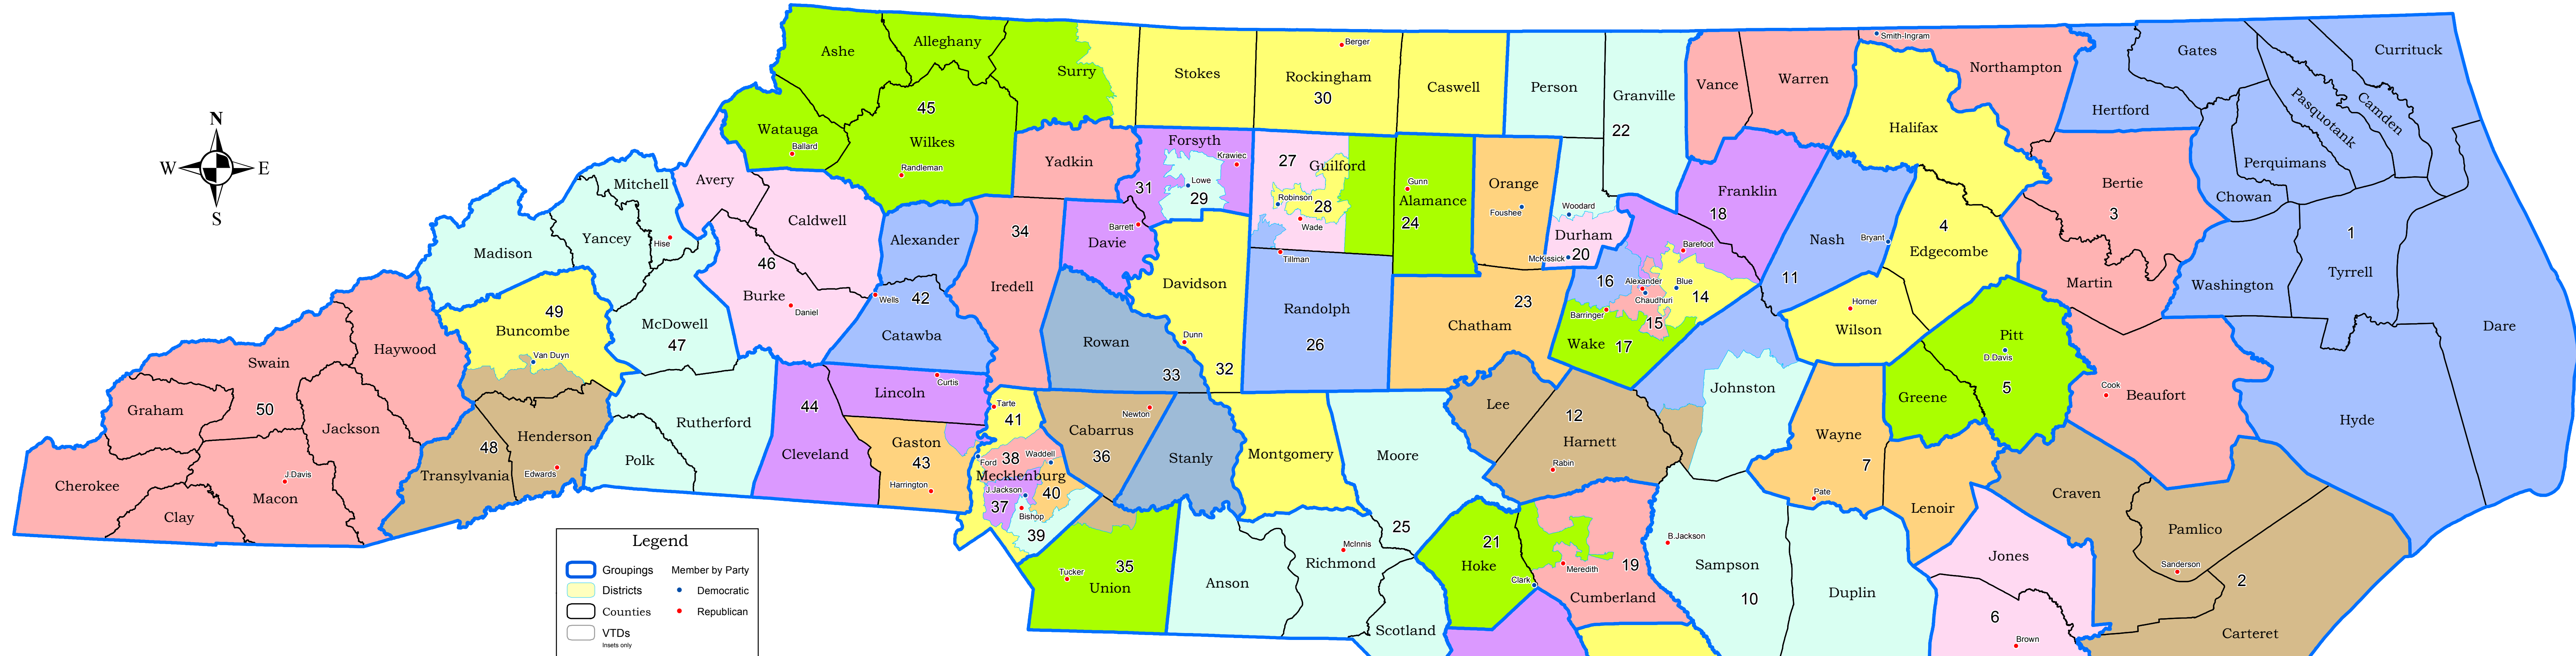 N
W
E
S
Ashe
Alleghany
Surry
Stokes
Rockingham
30
Berger
Caswell
Person
Granville
22
Vance
Warren
Smith-Ingram
Northampton
Gates
Currituck
Hertford
Pasquotank
Camden
Perquimans
Chowan
Watauga
Ballard
45
Wilkes
Randleman
Yadkin
Forsyth
Krawiec
31
Lowe
29
27
Guilford
Robinson
28
Wade
Tillman
Gunn
Alamance
24
Orange
Foushee
Woodard
Durham
McKissick
20
Franklin
18
Barefoot
Halifax
Bertie
3
Martin
4
Edgecombe
Nash
Bryant
11
1
Tyrrell
Washington
Dare
Hyde
Mitchell
Avery
Caldwell
Yancey
Hise
Madison
46
Burke
Daniel
Alexander
Wells
42
Catawba
34
Iredell
Barrett
Davie
Davidson
Rowan
Dunn
32
33
Randolph
26
23
Chatham
16
Alexander
Chaudhuri
Blue
14
Barringer
15
Wake
17
Horner
Wilson
Pitt
D.Davis
5
Greene
Cook
Beaufort
49
Buncombe
Van Duyn
McDowell
47
Haywood
Swain
Graham
50
Jackson
Cherokee
Clay
J.Davis
Macon
48
Transylvania
Henderson
Edwards
Rutherford
Polk
44
Cleveland
Lincoln
Curtis
Gaston
43
Harrington
Tarte
41
Ford
38
Waddell
Mecklenburg
J.Jackson
40
37
Bishop
39
Newton
Cabarrus
36
Stanly
Montgomery
Moore
25
Lee
12
Harnett
Rabin
Johnston
Wayne
7
Pate
Lenoir
Craven
Pamlico
Sanderson
2
Carteret
Jones
6
Brown
Tucker
35
Union
Anson
McInnis
Richmond
Scotland
21
Hoke
Clark
Meredith
19
Cumberland
B.Jackson
Sampson
10
Duplin
Legend
Groupings
Member by Party
Districts
Democratic
Counties
Republican
VTDs
Insets only